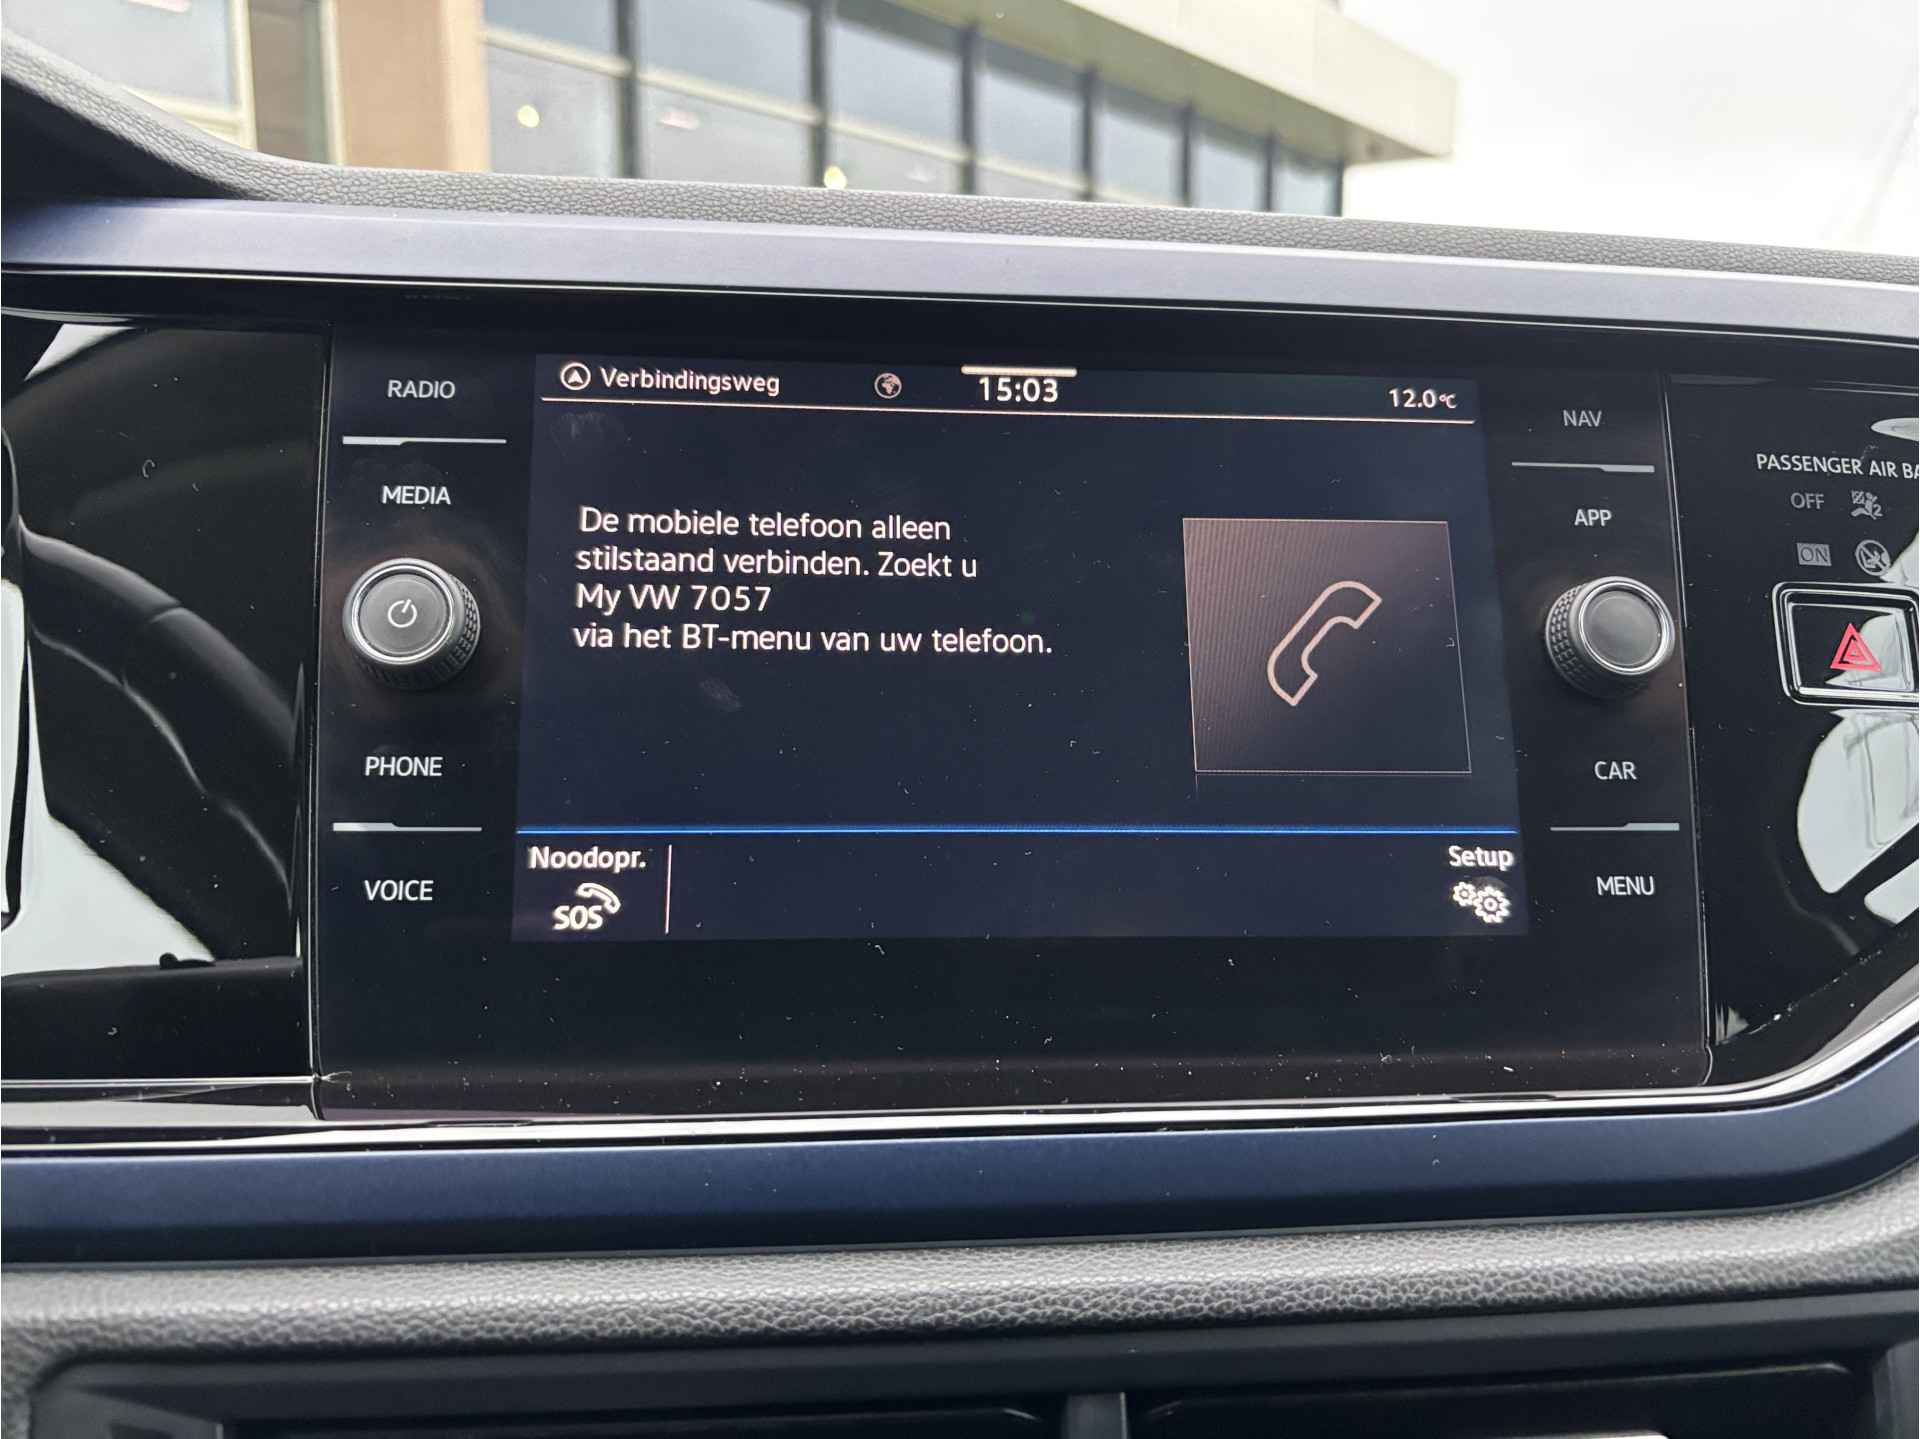 Verbindingsweg
15:03
12.0°C
RADIO
MEDIA
PHONE
VOICE
De mobiele telefoon alleen
stilstaand verbinden. Zoekt u
My VW 7057
via het BT-menu van uw telefoon.
Noodopr.
SOS
Setup
NAV
APP
CAR
MENU
PASSENGER AIR BA
OFF
2
ON